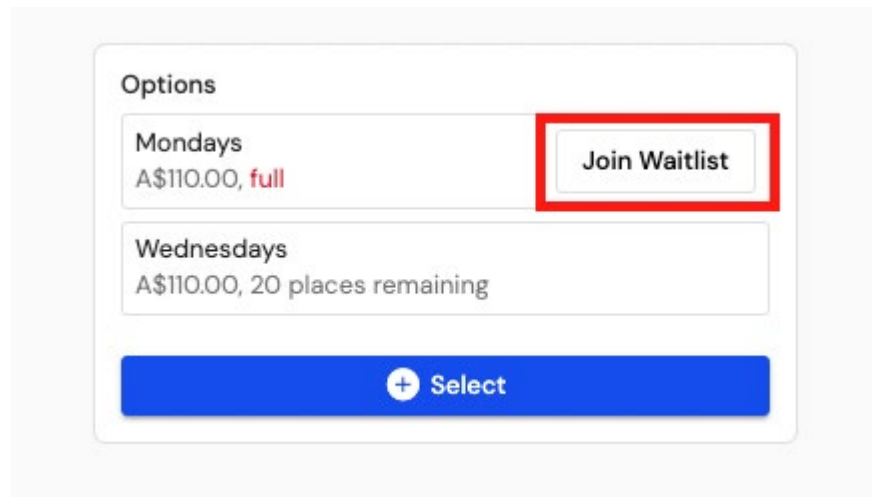 Options
Mondays
A$110.00, full
Join Waitlist
Wednesdays
A$110.00, 20 places remaining
Select